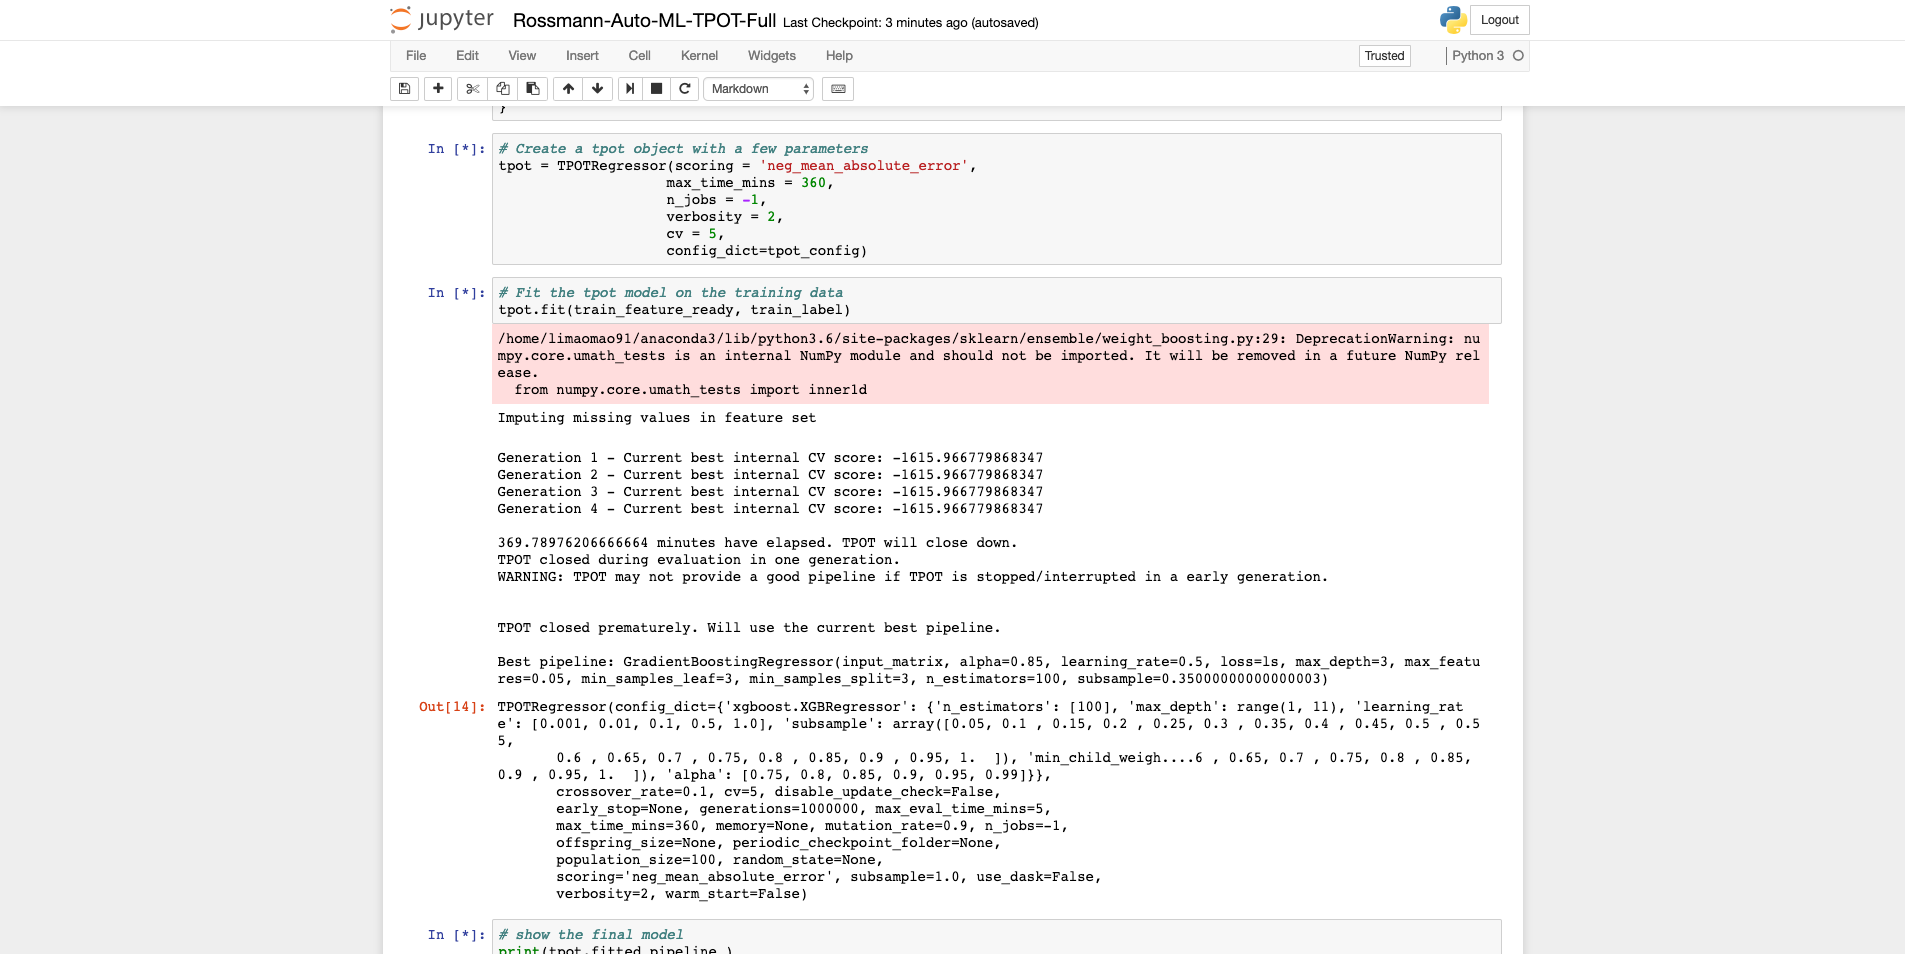 jupyter Rossmann-Auto-ML-TPOT-Full Last Checkpoint: 3 minutes ago (autosaved) Logout
File Edit View Insert Cell Kernel Widgets Help Trusted Python 3
Markdown
}
In [*]: # Create a tpot object with a few parameters
tpot = TPOTRegressor(scoring = 'neg_mean_absolute_error',
max_time_mins = 360,
n_jobs = -1,
verbosity = 2,
cv = 5,
config_dict=tpot_config)
In [*]: # Fit the tpot model on the training data
tpot.fit(train_feature_ready, train_label)
/home/limaomao91/anaconda3/lib/python3.6/site-packages/sklearn/ensemble/weight_boosting.py:29: DeprecationWarning: nu
mpy.core.umath_tests is an internal NumPy module and should not be imported. It will be removed in a future NumPy rel
ease.
from numpy.core.umath_tests import inner1d
Imputing missing values in feature set
Generation 1 - Current best internal CV score: -1615.966779868347
Generation 2 - Current best internal CV score: -1615.966779868347
Generation 3 - Current best internal CV score: -1615.966779868347
Generation 4 - Current best internal CV score: -1615.966779868347
369.78976206666664 minutes have elapsed. TPOT will close down.
TPOT closed during evaluation in one generation.
WARNING: TPOT may not provide a good pipeline if TPOT is stopped/interrupted in a early generation.
TPOT closed prematurely. Will use the current best pipeline.
Best pipeline: GradientBoostingRegressor(input_matrix, alpha=0.85, learning_rate=0.5, loss=ls, max_depth=3, max_featu
res=0.05, min_samples_leaf=3, min_samples_split=3, n_estimators=100, subsample=0.35000000000000003)
Out[14]: TPOTRegressor(config_dict={'xgboost.XGBRegressor': {'n_estimators': [100], 'max_depth': range(1, 11), 'learning_rat
e': [0.001, 0.01, 0.1, 0.5, 1.0], 'subsample': array([0.05, 0.1 , 0.15, 0.2 , 0.25, 0.3 , 0.35, 0.4 , 0.45, 0.5 , 0.5
5,
0.6 , 0.65, 0.7 , 0.75, 0.8 , 0.85, 0.9 , 0.95, 1. ]), 'min_child_weigh....6 , 0.65, 0.7 , 0.75, 0.8 , 0.85,
0.9 , 0.95, 1. ]), 'alpha': [0.75, 0.8, 0.85, 0.9, 0.95, 0.99]}},
crossover_rate=0.1, cv=5, disable_update_check=False,
early_stop=None, generations=1000000, max_eval_time_mins=5,
max_time_mins=360, memory=None, mutation_rate=0.9, n_jobs=-1,
offspring_size=None, periodic_checkpoint_folder=None,
population_size=100, random_state=None,
scoring='neg_mean_absolute_error', subsample=1.0, use_dask=False,
verbosity=2, warm_start=False)
In [*]: # show the final model
print(tpot.fitted_pipeline_)